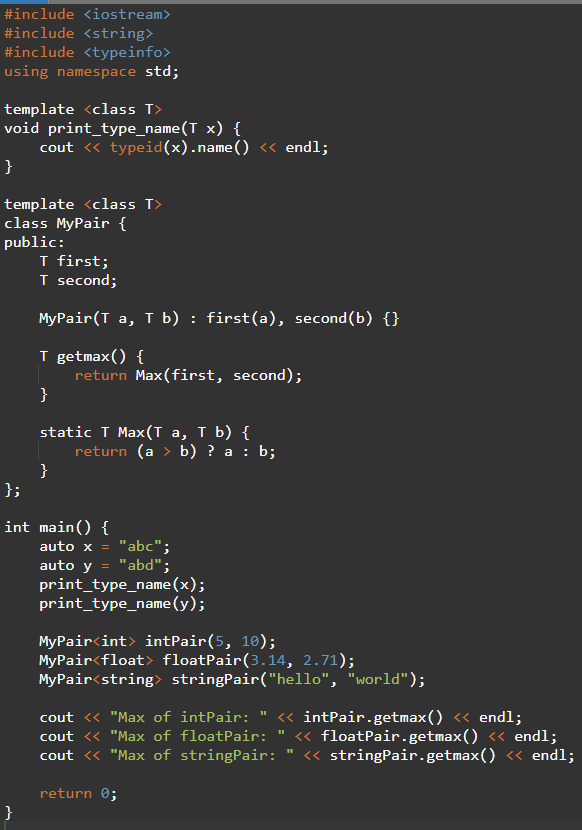 #include <iostream>
#include <string>
#include <typeinfo>
using namespace std;

template <class T>
void print_type_name(T x) {
    cout << typeid(x).name() << endl;
}

template <class T>
class MyPair {
public:
    T first;
    T second;

    MyPair(T a, T b) : first(a), second(b) {}

    T getmax() {
        return Max(first, second);
    }

    static T Max(T a, T b) {
        return (a > b) ? a : b;
    }
};

int main() {
    auto x = "abc";
    auto y = "abd";
    print_type_name(x);
    print_type_name(y);

    MyPair<int> intPair(5, 10);
    MyPair<float> floatPair(3.14, 2.71);
    MyPair<string> stringPair("hello", "world");

    cout << "Max of intPair: " << intPair.getmax() << endl;
    cout << "Max of floatPair: " << floatPair.getmax() << endl;
    cout << "Max of stringPair: " << stringPair.getmax() << endl;

    return 0;
}